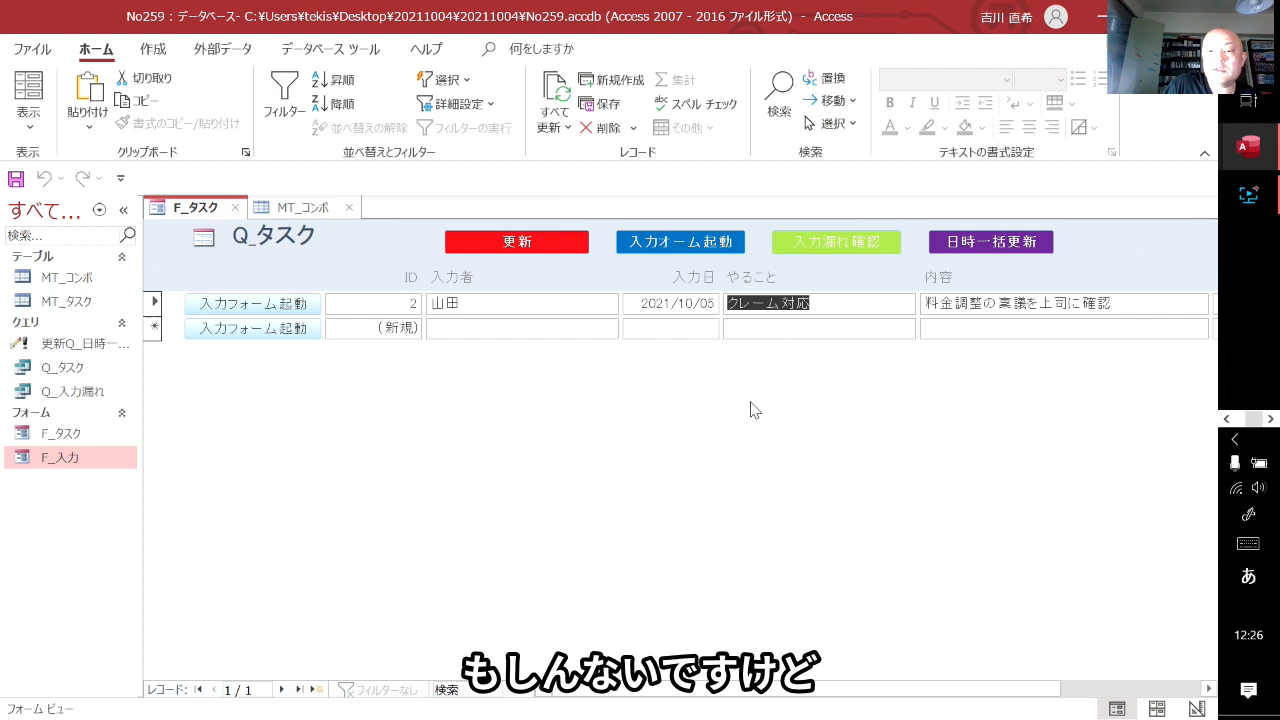 No259 : データベース- C:¥Users¥tekis¥Desktop¥20211004¥20211004¥No259.accdb (Access 2007 - 2016 ファイル形式) - Access
吉川 直希
ファイル ホーム 作成 外部データ データベース ツール ヘルプ 何をしますか
表示
貼り付け
切り取り
コピー
書式のコピー/貼り付け
フィルター
昇順
降順
並べ替えの解除
選択
詳細設定
フィルターの実行
すべて
更新
新規作成
保存
削除
集計
スペル チェック
その他
検索
置換
移動
選択
B I U
A
表示 クリップボード 並べ替えとフィルター レコード 検索 テキストの書式設定
すべて...
検索...
テーブル
MT_コンボ
MT_タスク
クエリ
更新Q_日時一...
Q_タスク
Q_入力漏れ
フォーム
F_タスク
F_入力
F_タスク MT_コンボ
Q_タスク
更新 入力オーム起動 入力漏れ確認 日時一括更新
ID 入力者 入力日 やること 内容
入力フォーム起動 2 山田 2021/10/05 クレーム対応 料金調整の稟議を上司に確認
入力フォーム起動 (新規)
もしんないですけど
レコード: 1 / 1 フィルターなし 検索
フォーム ビュー
A
あ
12:26